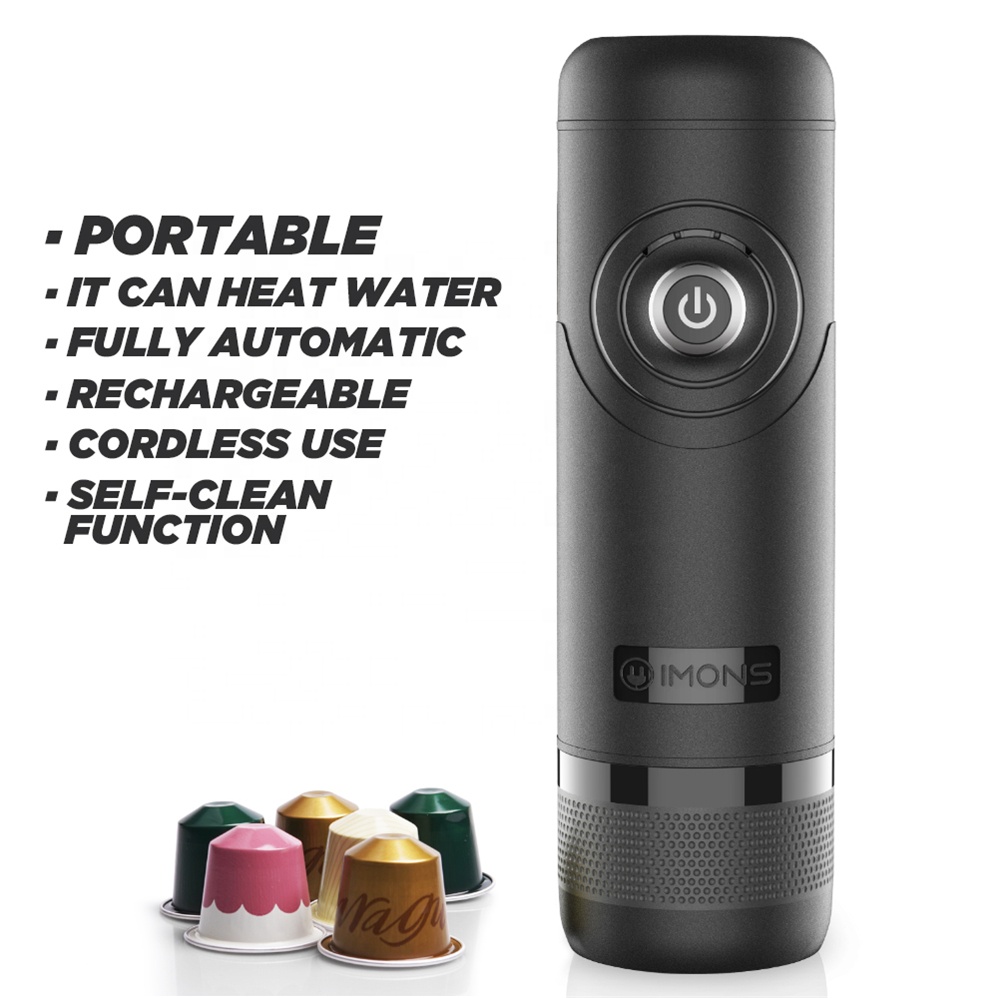 · PORTABLE
· IT CAN HEAT WATER
· FULLY AUTOMATIC
· RECHARGEABLE
· CORDLESS USE
· SELF-CLEAN
FUNCTION
IMONS